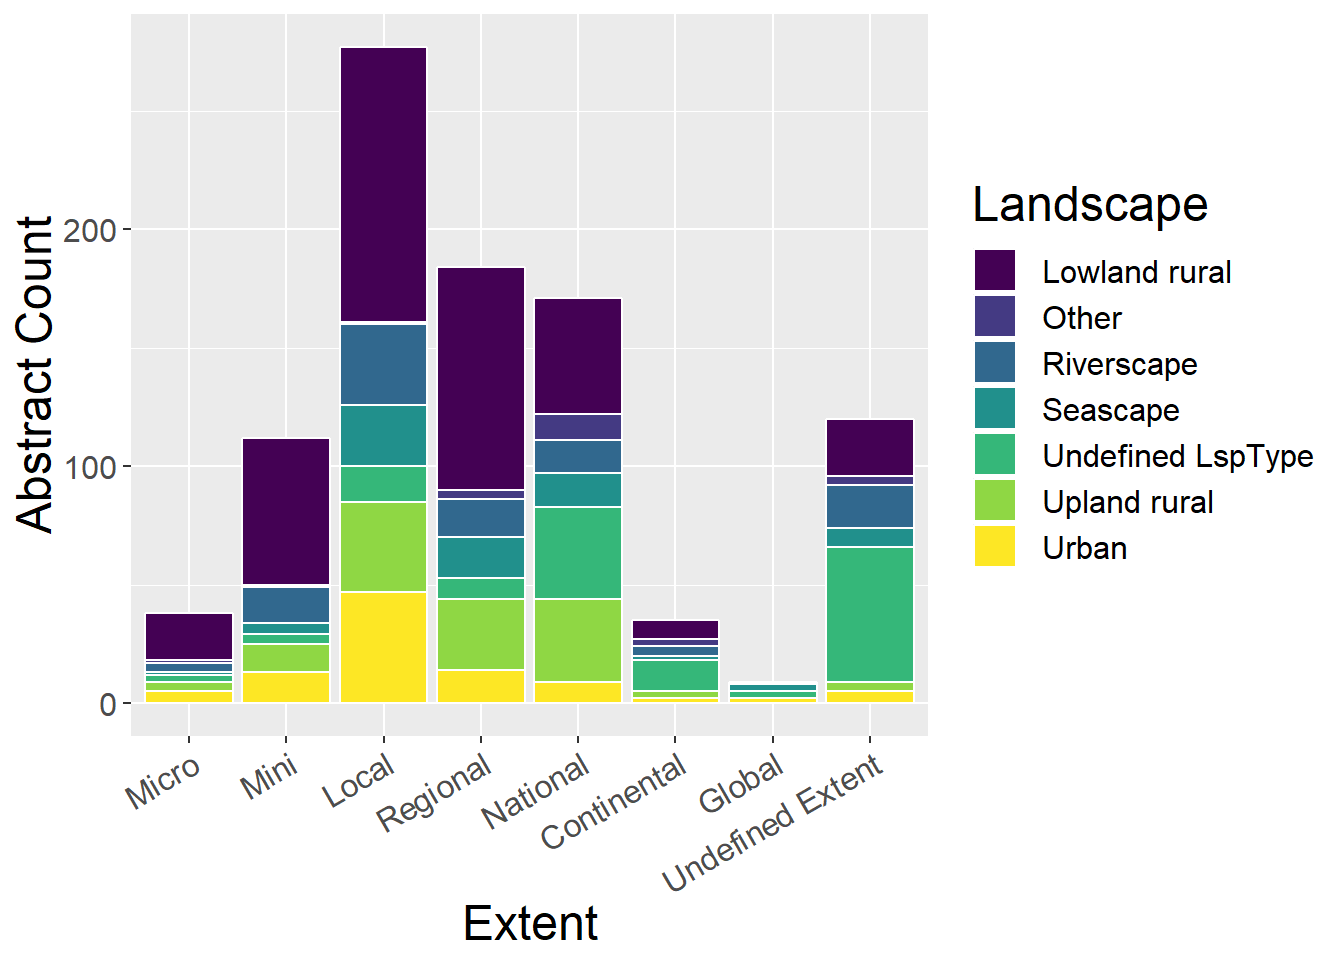 Abstract Count
200
100
0
Micro
Mini
Local
Regional
National
Continental
Global
Undefined Extent
Extent
Landscape
Lowland rural
Other
Riverscape
Seascape
Undefined LspType
Upland rural
Urban